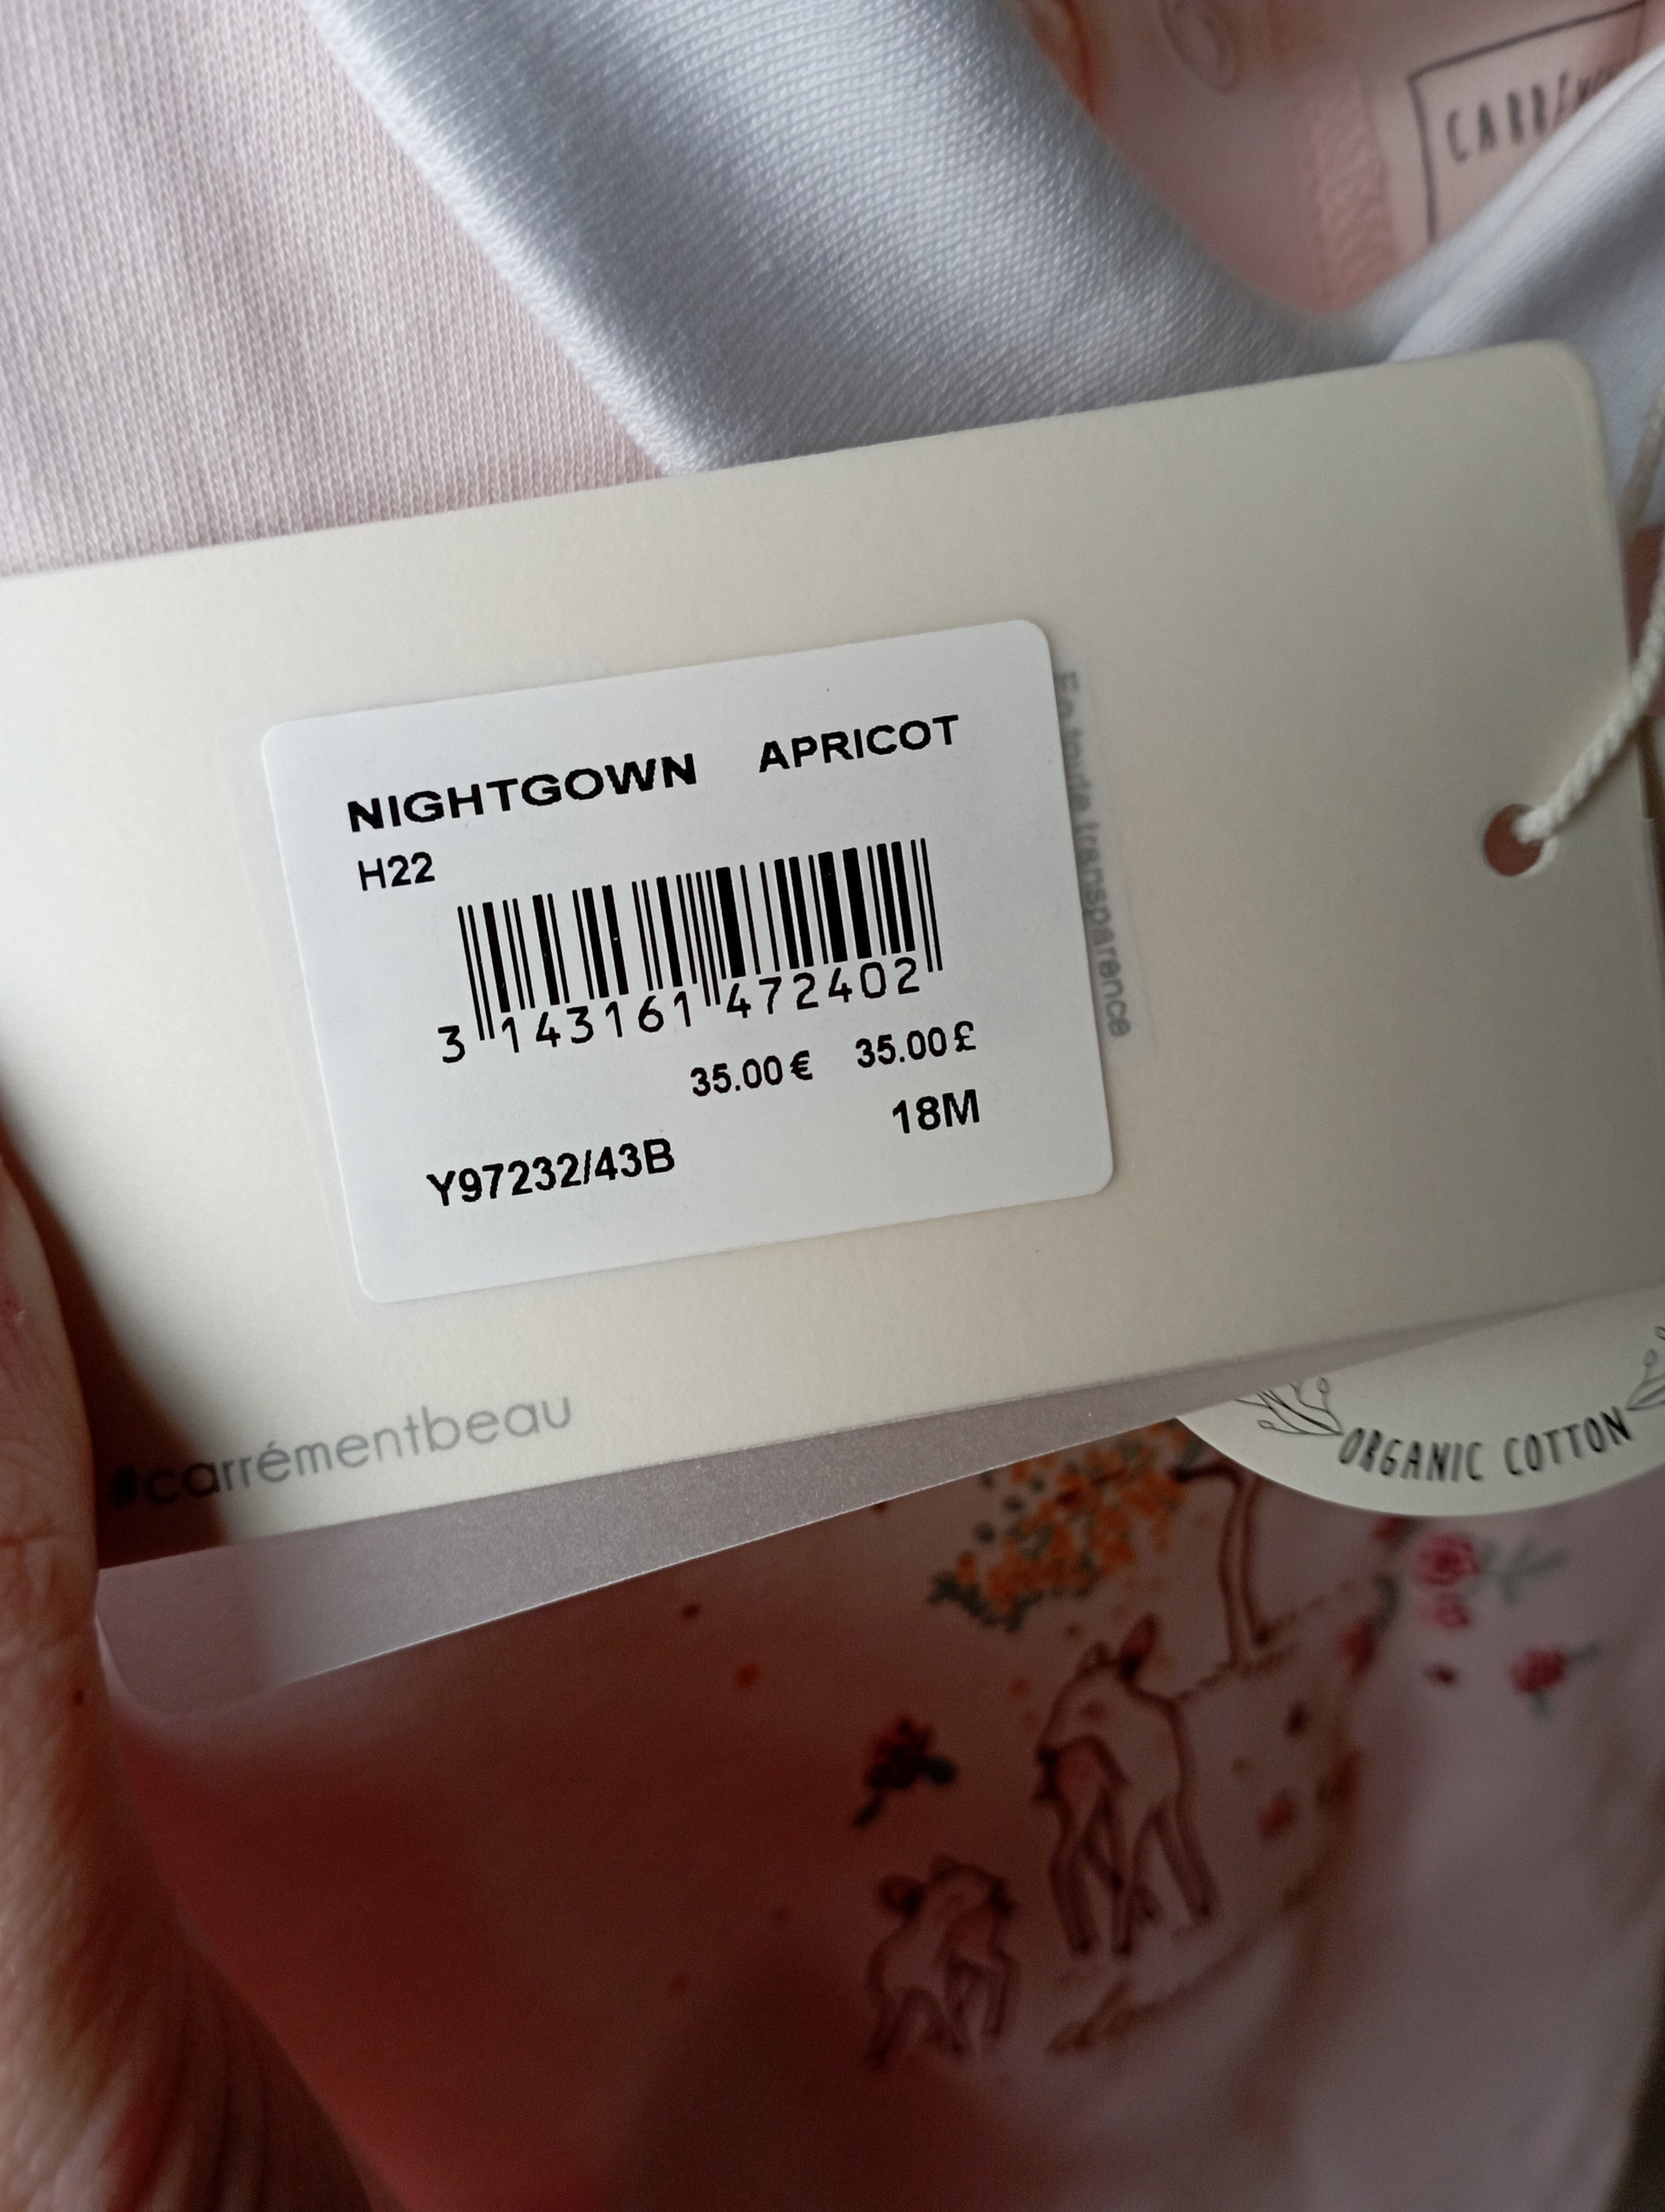 NIGHTGOWN APRICOT
H22
3 143161 472402
35.00€ 35.00£
18M
Y97232/43B
En toute transparence
#carrémentbeau
ORGANIC COTTON